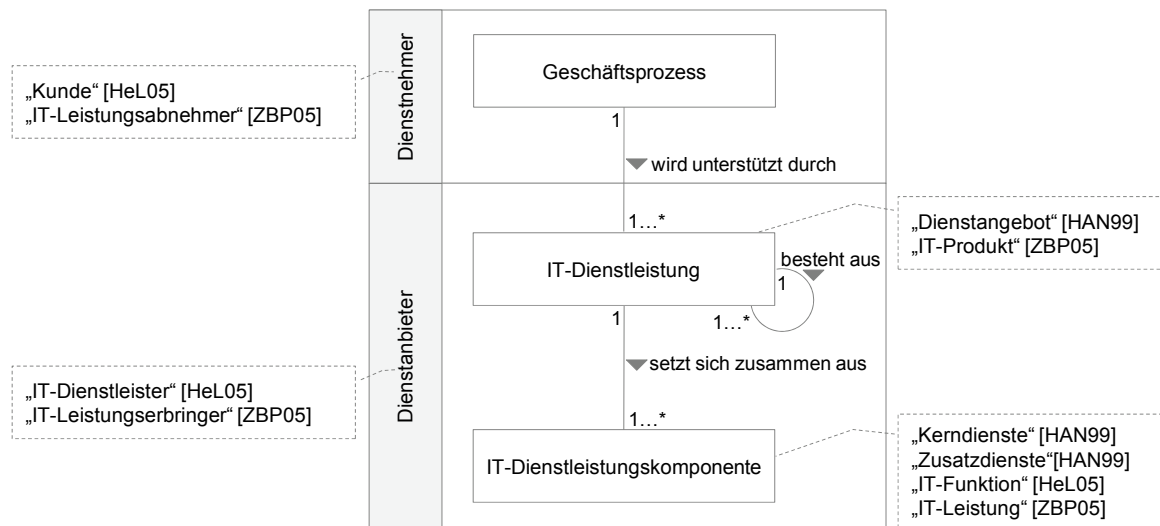 Dienstnehmer
Geschäftsprozess
„Kunde“ [HeL05]
„IT-Leistungsabnehmer“ [ZBP05]
1
wird unterstützt durch
1…*
„Dienstangebot“ [HAN99]
„IT-Produkt“ [ZBP05]
Dienstanbieter
IT-Dienstleistung
besteht aus
1
1…*
1
setzt sich zusammen aus
„IT-Dienstleister“ [HeL05]
„IT-Leistungserbringer“ [ZBP05]
1…*
IT-Dienstleistungskomponente
„Kerndienste“ [HAN99]
„Zusatzdienste“[HAN99]
„IT-Funktion“ [HeL05]
„IT-Leistung“ [ZBP05]